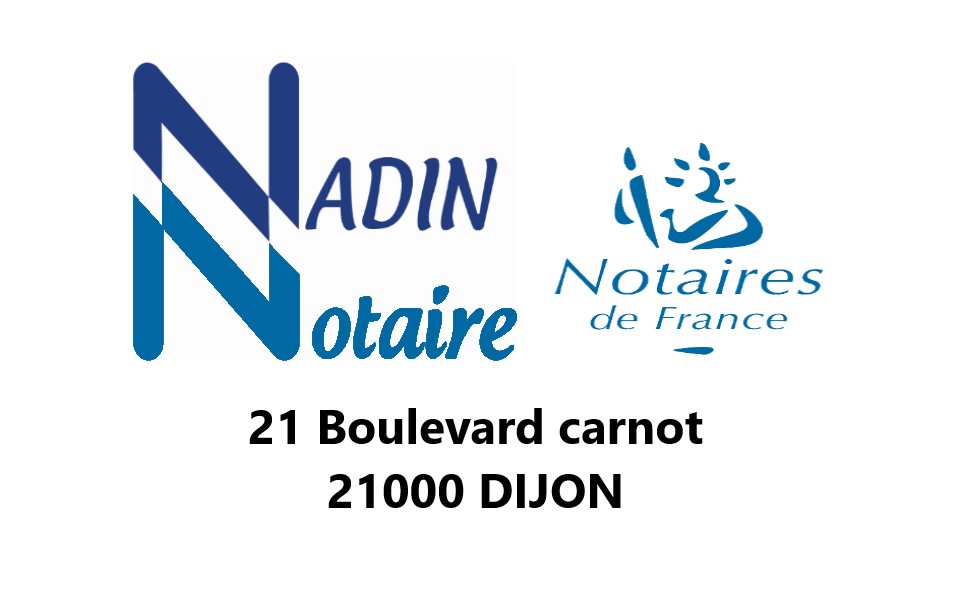 NADIN
Notaire
Notaires
de France
21 Boulevard carnot
21000 DIJON